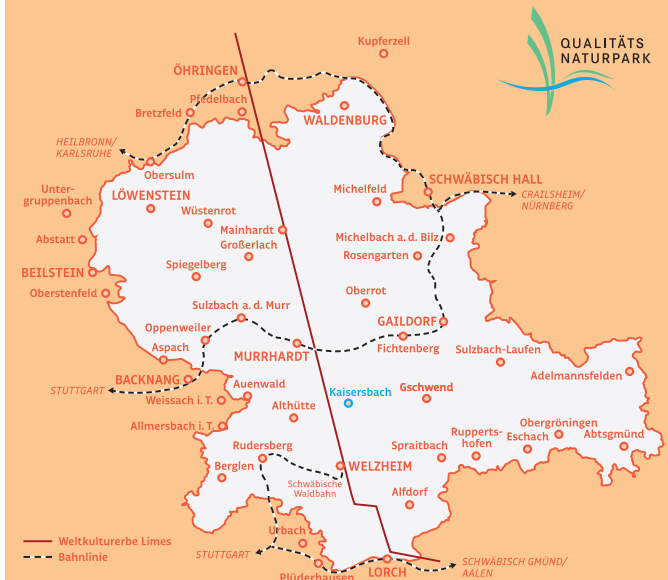 Kupferzell
QUALITÄTS
NATURPARK
ÖHRINGEN
Pfedelbach
Bretzfeld
WALDENBURG
HEILBRONN/
KARLSRUHE
Obersulm
SCHWÄBISCH HALL
Unter-
gruppenbach
LÖWENSTEIN
Michelfeld
CRAILSHEIM/
NÜRNBERG
Wüstenrot
Abstatt
Mainhardt
Michelbach a. d. Bilz
Großerlach
Rosengarten
BEILSTEIN
Spiegelberg
Oberstenfeld
Oberrot
Sulzbach a. d. Murr
GAILDORF
Oppenweiler
Fichtenberg
Aspach
MURRHARDT
Sulzbach-Laufen
BACKNANG
Adelmannsfelden
STUTTGART
Auenwald
Kaisersbach
Gschwend
Weissach i. T.
Althütte
Allmersbach i. T.
Obergröningen
Rudersberg
Spraitbach
Rupperts-
hofen
Eschach
Abtsgmünd
Berglen
WELZHEIM
Schwäbische
Waldbahn
Alfdorf
Urbach
Weltkulturerbe Limes
Bahnlinie
STUTTGART
SCHWÄBISCH GMÜND/
AALEN
LORCH
Plüderhausen